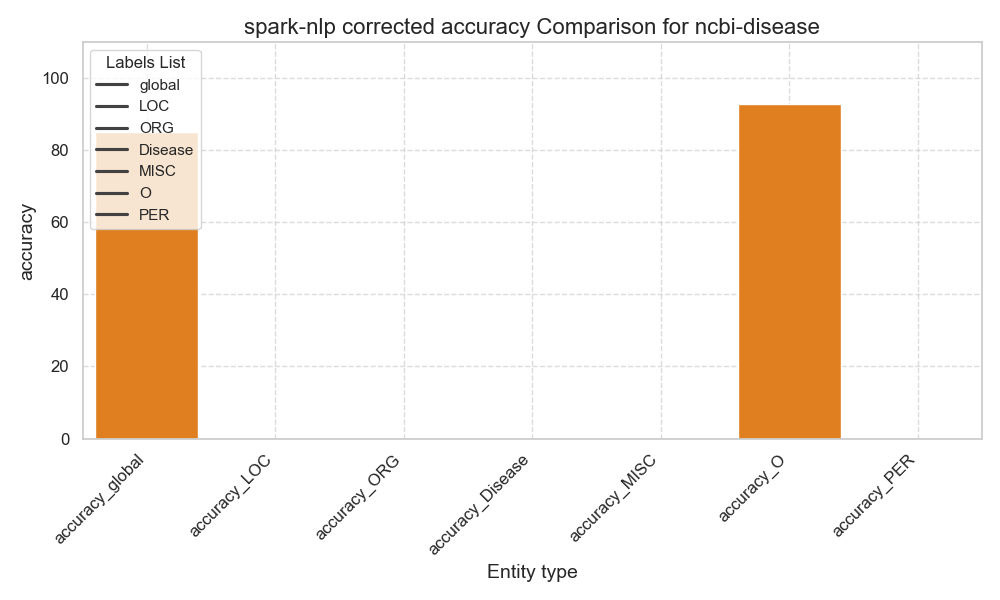 spark-nlp corrected accuracy Comparison for ncbi-disease
Labels List
global
LOC
ORG
Disease
MISC
O
PER
accuracy
100
80
60
40
20
0
accuracy_global
accuracy_LOC
accuracy_ORG
accuracy_Disease
accuracy_MISC
accuracy_O
accuracy_PER
Entity type